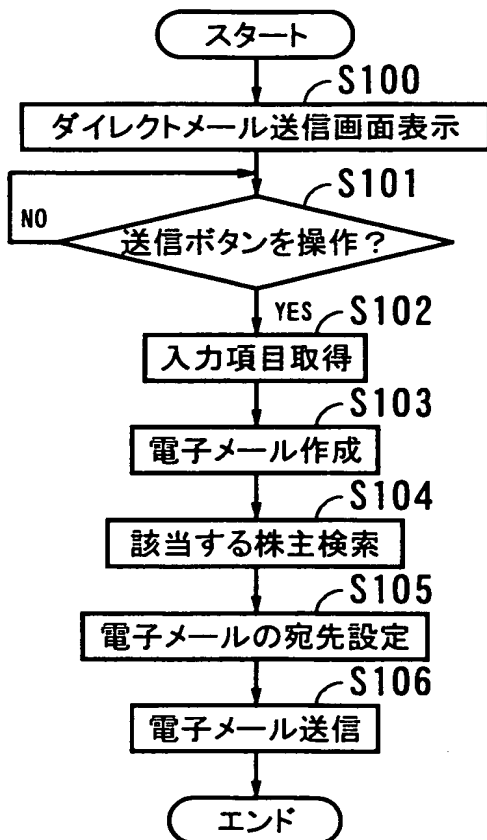 スタート
S100
ダイレクトメール送信画面表示
S101
NO
送信ボタンを操作?
YES
S102
入力項目取得
S103
電子メール作成
S104
該当する株主検索
S105
電子メールの宛先設定
S106
電子メール送信
エンド